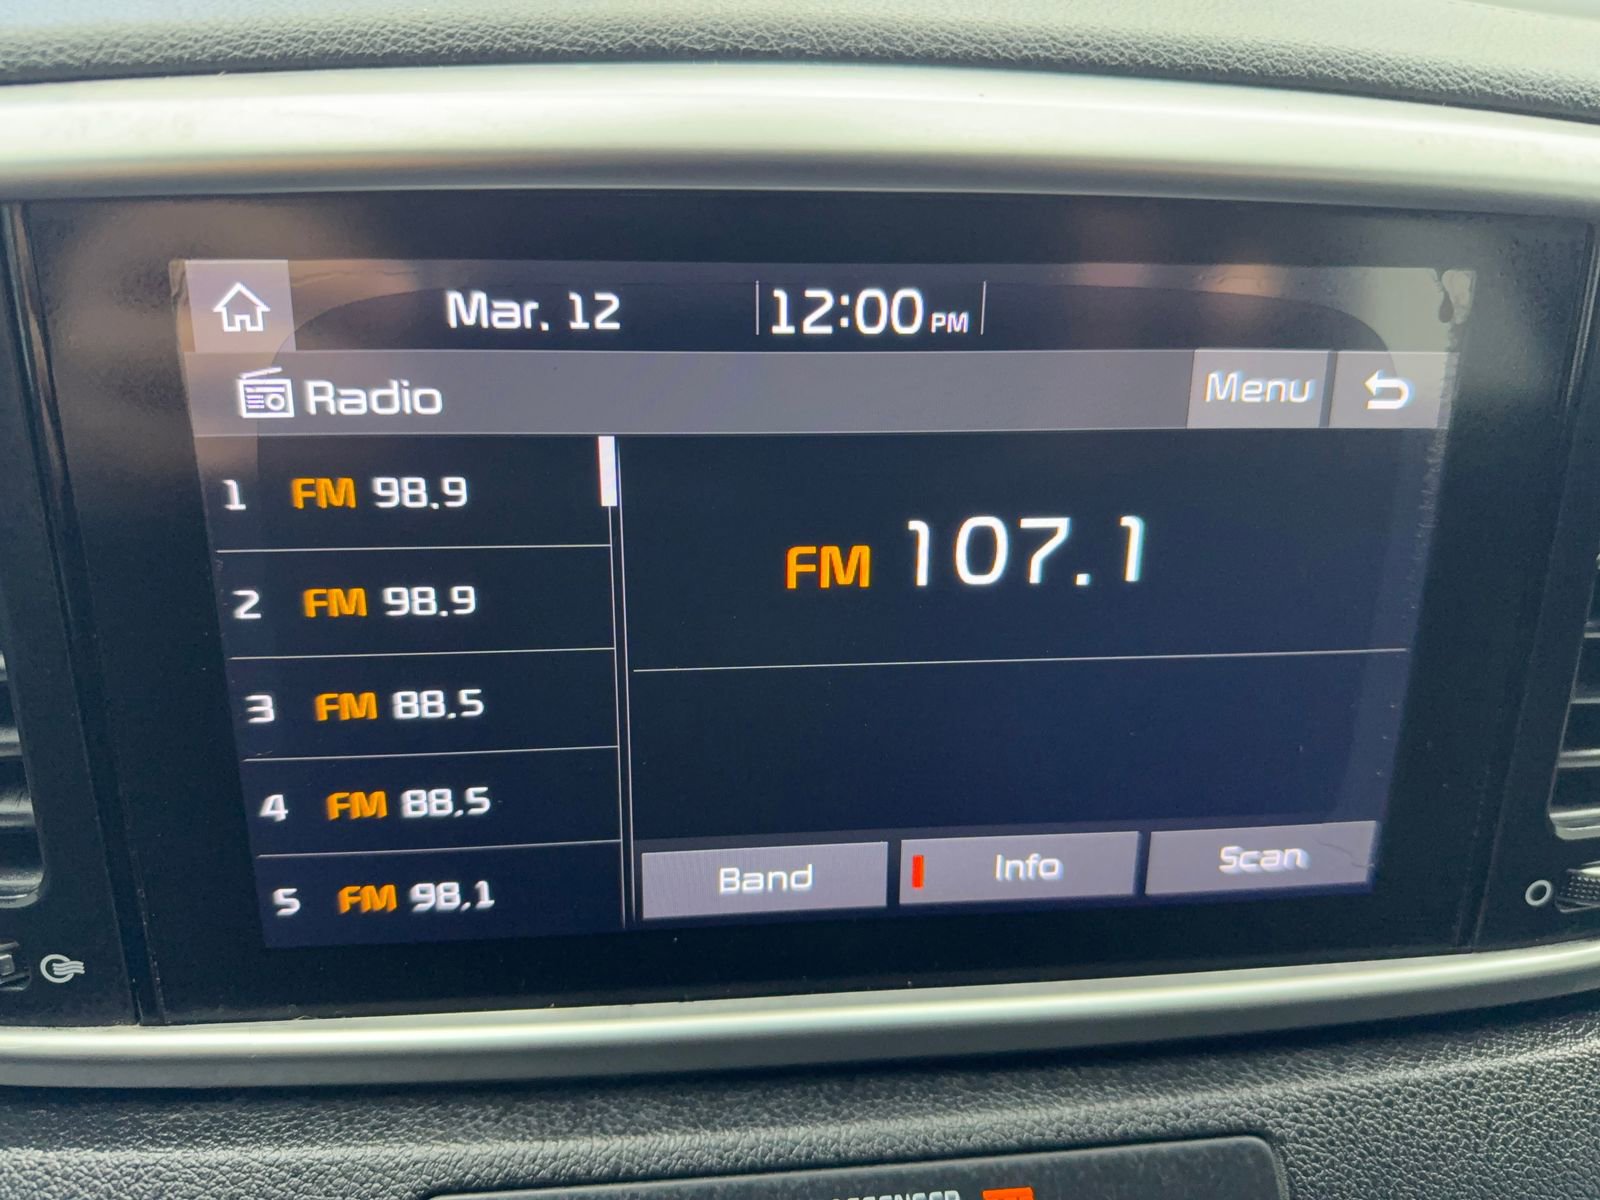 Mar. 12
12:00 PM
Radio
Menu
1 FM 98.9
2 FM 98.9
3 FM 88.5
4 FM 88.5
5 FM 98.1
FM 107.1
Band
Info
Scan